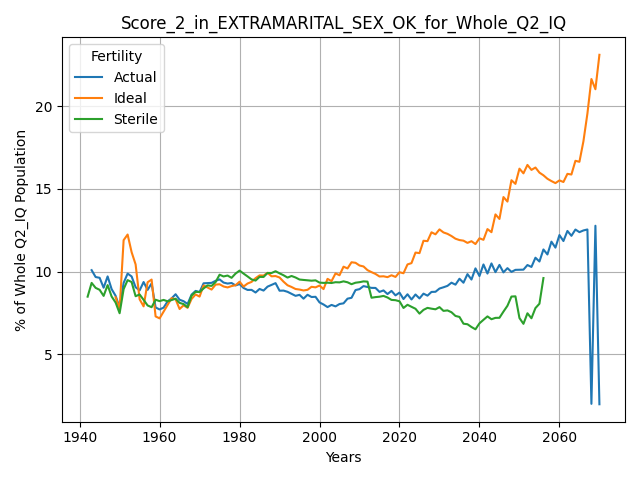 Score_2_in_EXTRAMARITAL_SEX_OK_for_Whole_Q2_IQ
Fertility
Actual
Ideal
Sterile
% of Whole Q2_IQ Population
20
15
10
5
1940 1960 1980 2000 2020 2040 2060
Years